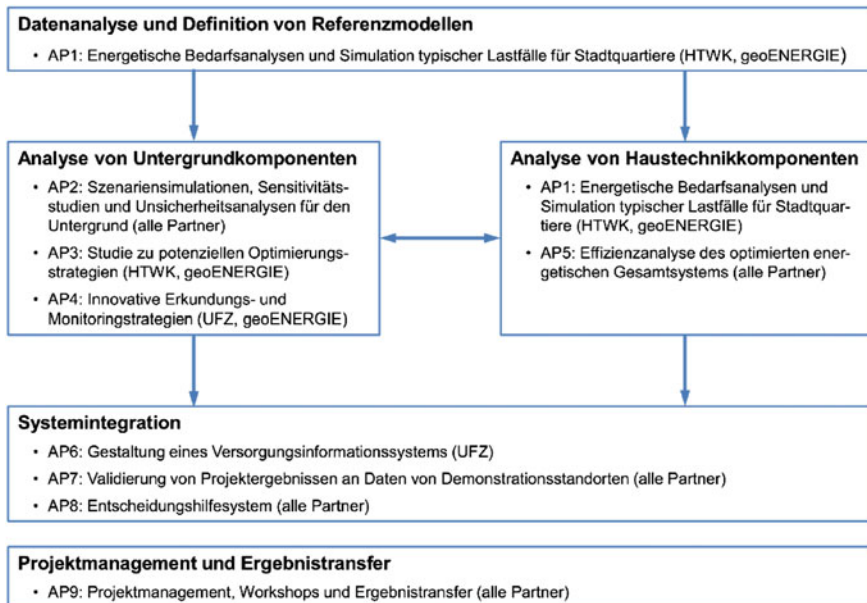 Datenanalyse und Definition von Referenzmodellen
• AP1: Energetische Bedarfsanalysen und Simulation typischer Lastfälle für Stadtquartiere (HTWK, geoENERGIE)
Analyse von Untergrundkomponenten
• AP2: Szenariensimulationen, Sensitivitäts-
studien und Unsicherheitsanalysen für den
Untergrund (alle Partner)
• AP3: Studie zu potenziellen Optimierungs-
strategien (HTWK, geoENERGIE)
• AP4: Innovative Erkundungs- und
Monitoringstrategien (UFZ, geoENERGIE)
Analyse von Haustechnikkomponenten
• AP1: Energetische Bedarfsanalysen und
Simulation typischer Lastfälle für Stadtquar-
tiere (HTWK, geoENERGIE)
• AP5: Effizienzanalyse des optimierten ener-
getischen Gesamtsystems (alle Partner)
Systemintegration
• AP6: Gestaltung eines Versorgungsinformationssystems (UFZ)
• AP7: Validierung von Projektergebnissen an Daten von Demonstrationsstandorten (alle Partner)
• AP8: Entscheidungshilfesystem (alle Partner)
Projektmanagement und Ergebnistransfer
• AP9: Projektmanagement, Workshops und Ergebnistransfer (alle Partner)